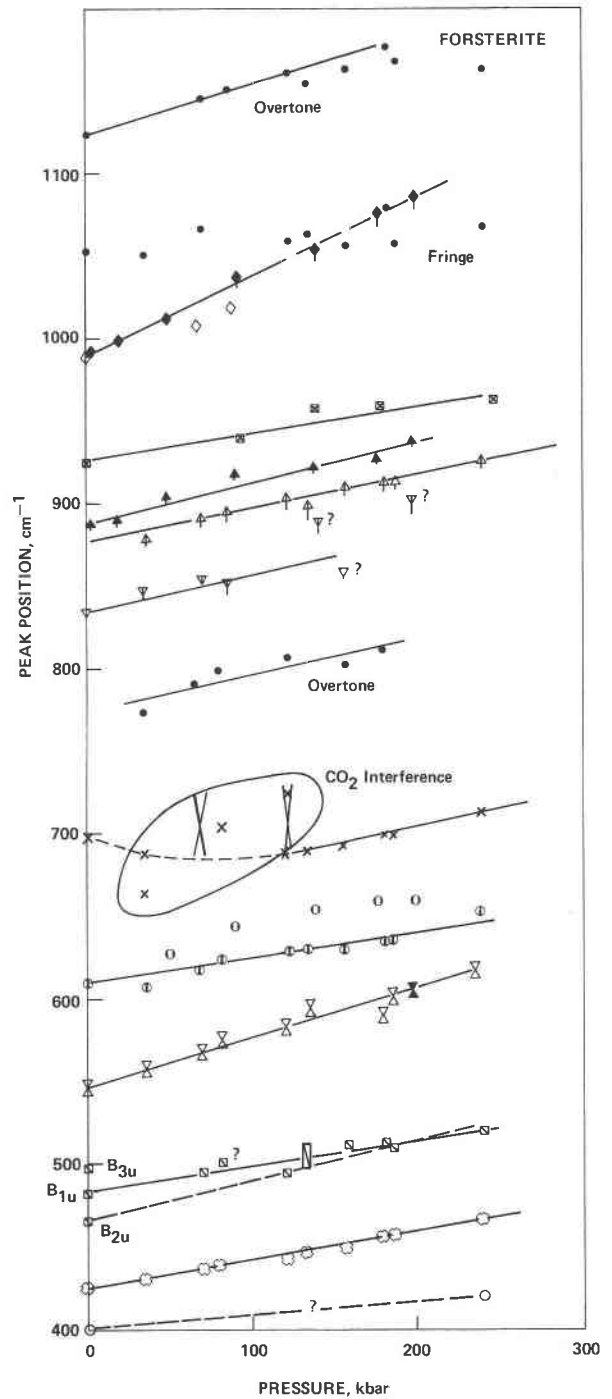 FORSTERITE
Overtone
1100
Fringe
1000
900
?
?
?
PEAK POSITION, cm−1
800
Overtone
CO2 Interference
700
600
?
500
B3u
B1u
B2u
?
400
0
100
200
300
PRESSURE, kbar